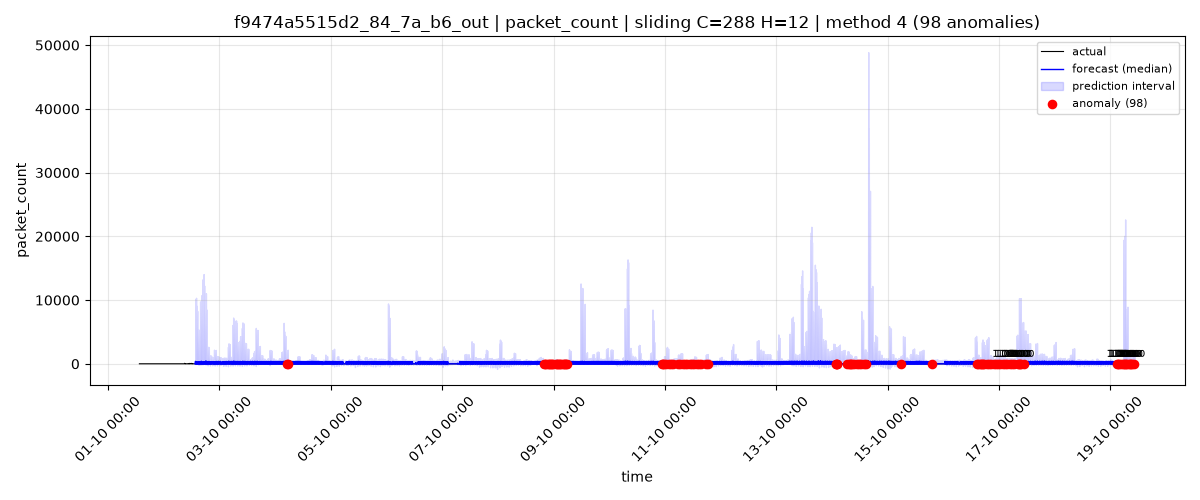 f9474a5515d2_84_7a_b6_out | packet_count | sliding C=288 H=12 | method 4 (98 anomalies)
actual
forecast (median)
prediction interval
anomaly (98)
packet_count
50000
40000
30000
20000
10000
0
01-10 00:00
03-10 00:00
05-10 00:00
07-10 00:00
09-10 00:00
11-10 00:00
13-10 00:00
15-10 00:00
17-10 00:00
19-10 00:00
time